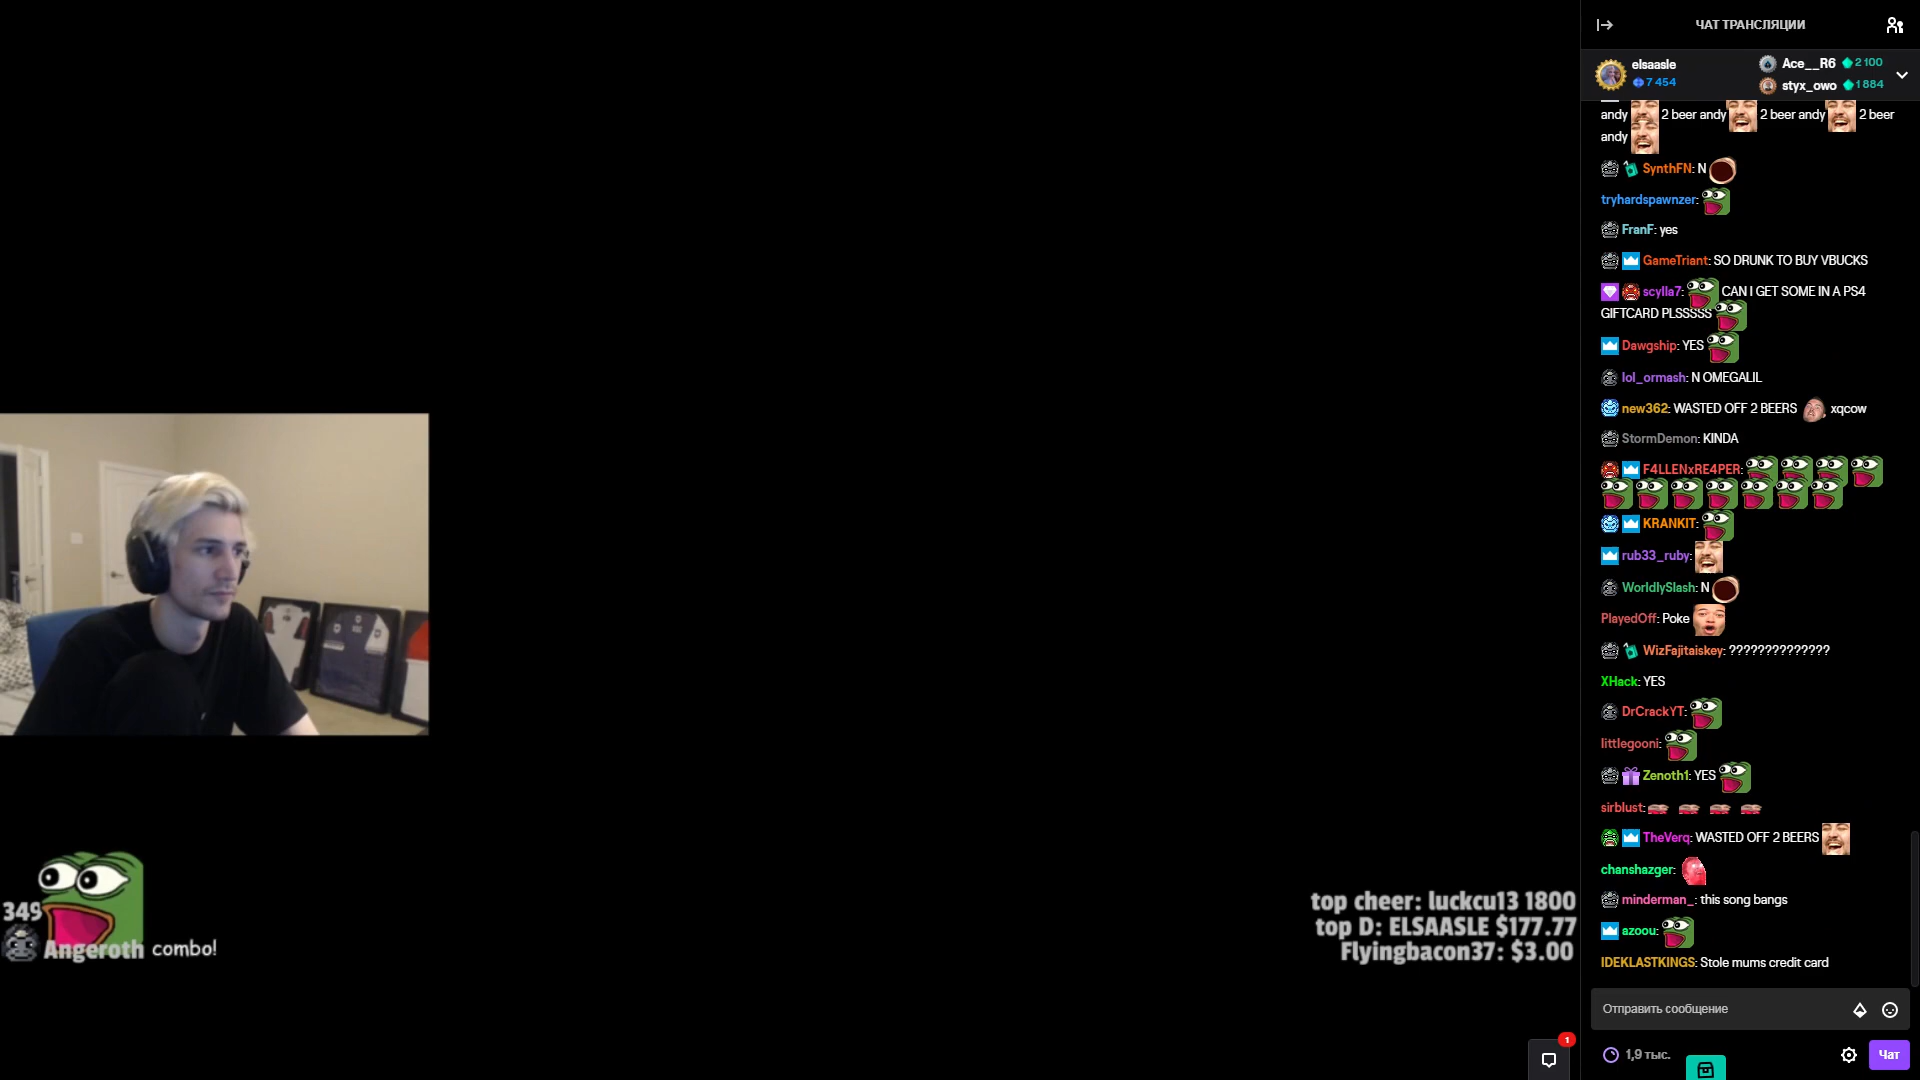 ЧАТ ТРАНСЛЯЦИИ
elsaasle
7 454
Ace__R6 2 100
styx_owo 1 884
andy 2 beer andy 2 beer andy 2 beer
andy
SynthFN: N
tryhardspawnzer:
FranF: yes
GameTriant: SO DRUNK TO BUY VBUCKS
scylla7: CAN I GET SOME IN A PS4
GIFTCARD PLSSSSS
Dawgship: YES
lol_ormash: N OMEGALIL
new362: WASTED OFF 2 BEERS xqcow
StormDemon: KINDA
F4LLENxRE4PER:
KRANKIT:
rub33_ruby:
WorldlySlash: N
PlayedOff: Poke
WizFajitaiskey: ??????????????
XHack: YES
DrCrackYT:
littlegooni:
Zenoth1: YES
sirblust:
TheVerq: WASTED OFF 2 BEERS
chanshazger:
minderman_: this song bangs
azoou:
IDEKLASTKINGS: Stole mums credit card
Отправить сообщение
1,9 тыс.
Чат
1
349
Angeroth combo!
top cheer: luckcu13 1800
top D: ELSAASLE $177.77
Flyingbacon37: $3.00